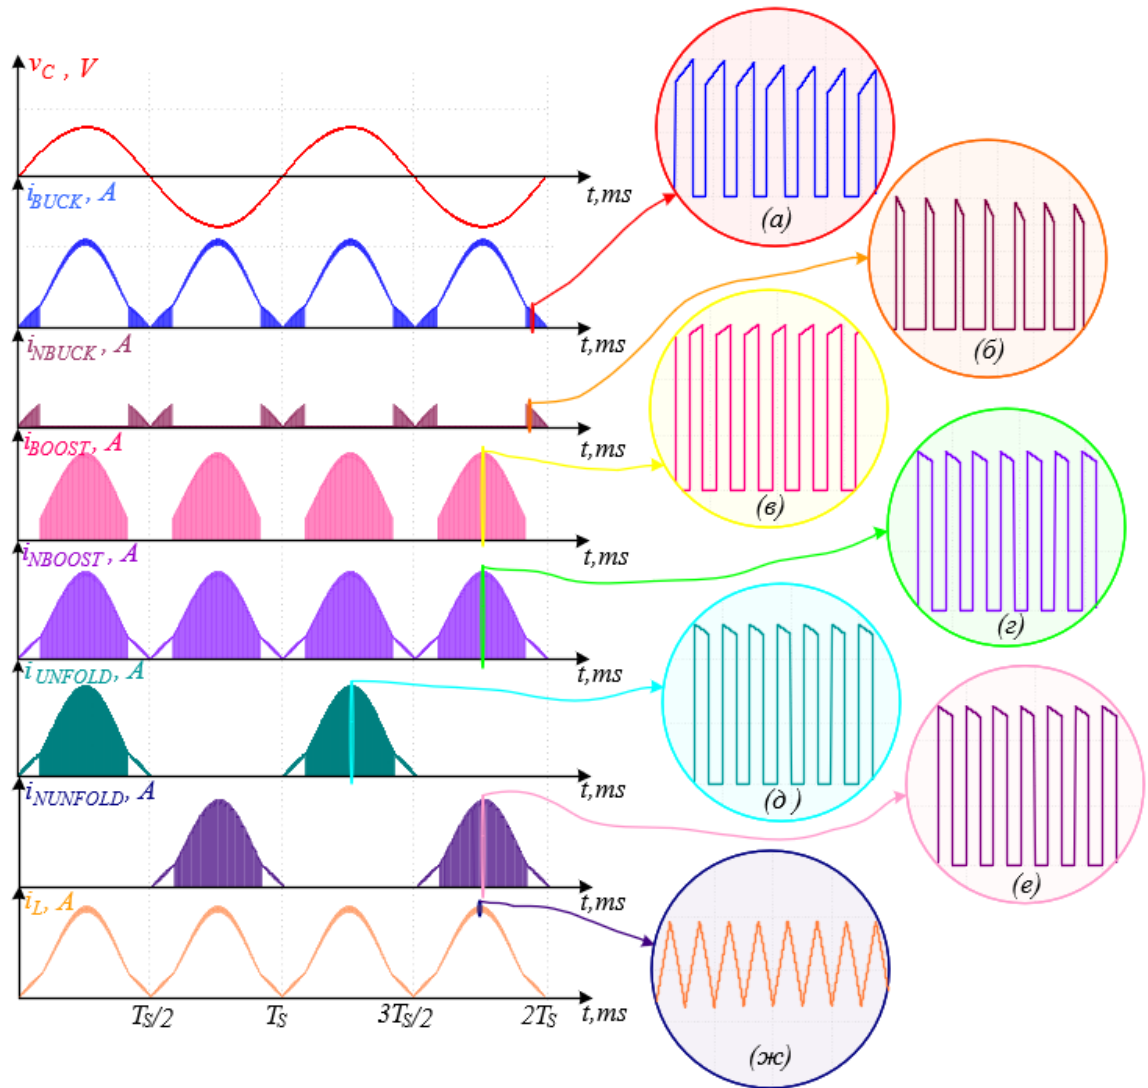 v_C , V
t,ms
i_BUCK, A
(а)
t,ms
i_NBUCK, A
(б)
t,ms
i_BOOST, A
(в)
t,ms
i_NBOOST, A
(г)
t,ms
i_UNFOLD, A
(д )
t,ms
i_NUNFOLD, A
(е)
t,ms
i_L, A
(ж)
T_S/2
T_S
3T_S/2
2T_S
t,ms